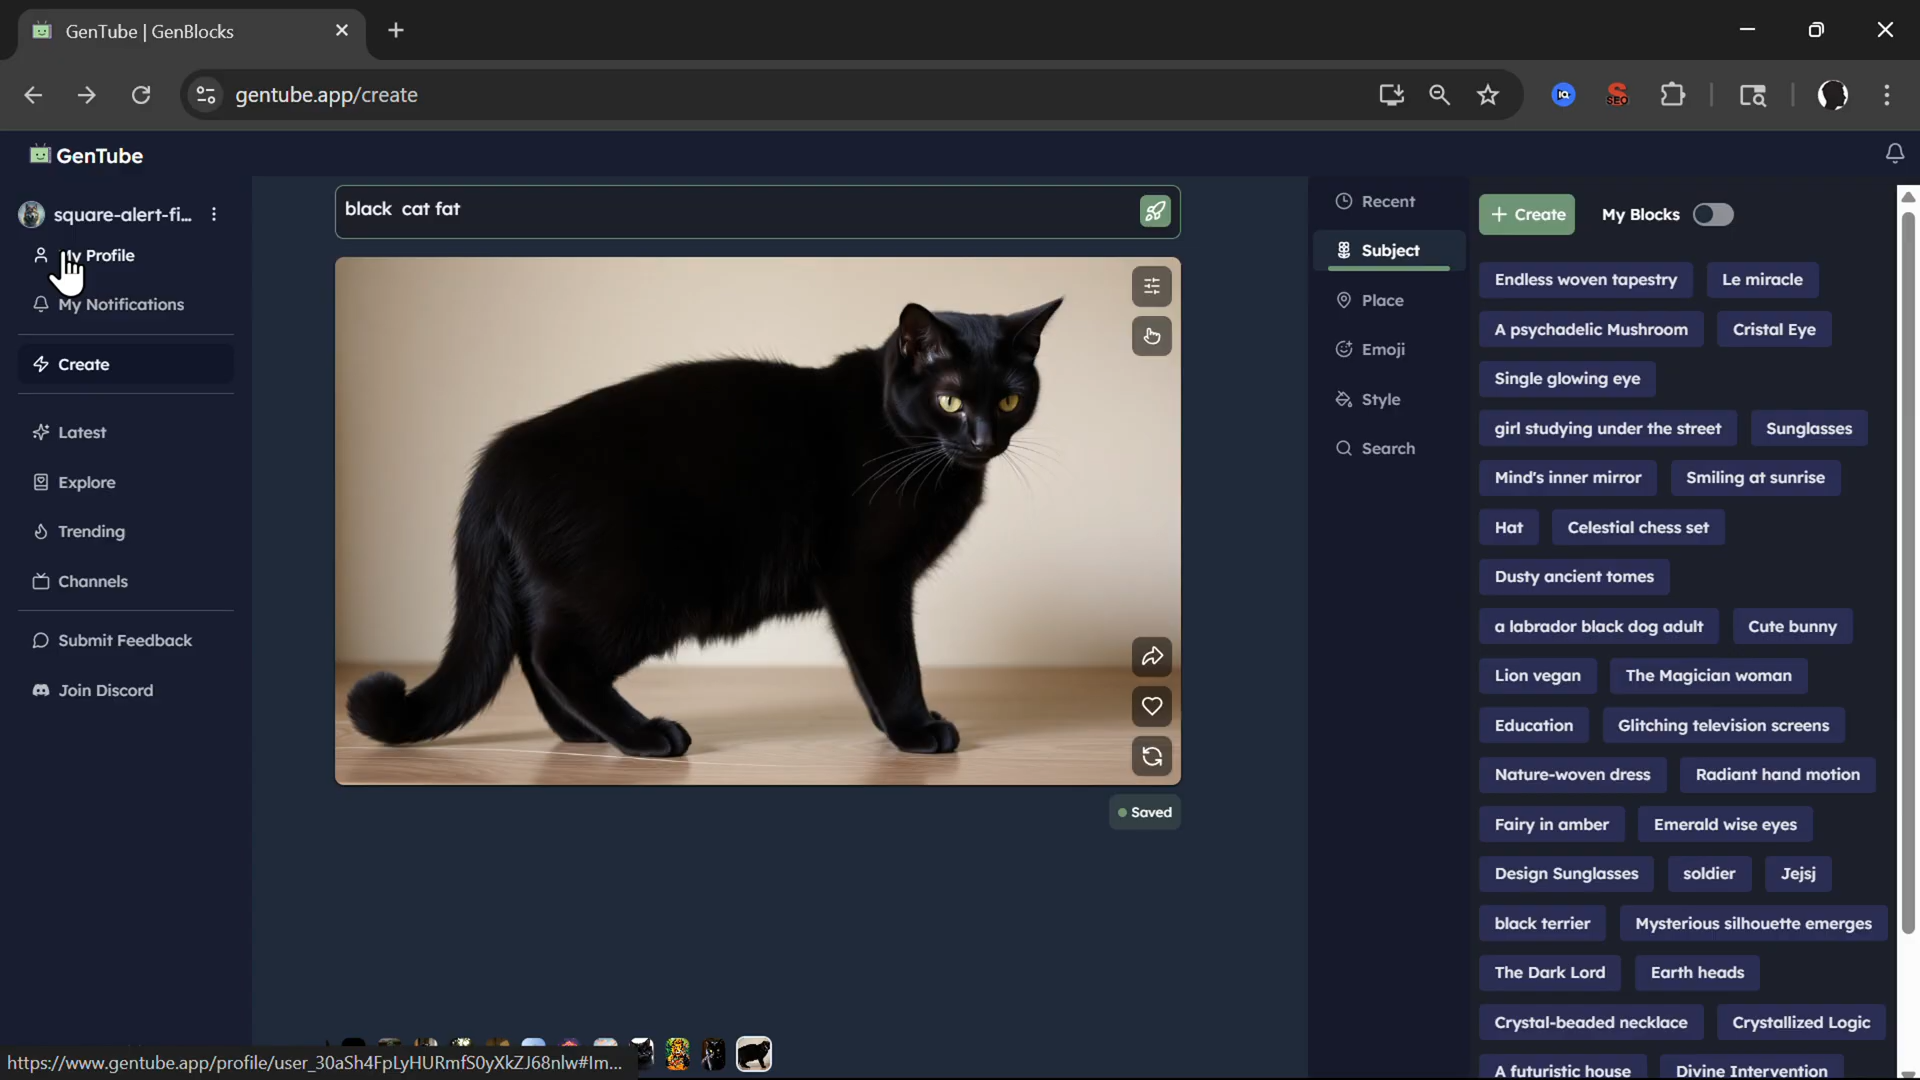 GenTube | GenBlocks
gentube.app/create
IQ
SEO
GenTube
square-alert-fi...
My Profile
My Notifications
Create
Latest
Explore
Trending
Channels
Submit Feedback
Join Discord
black  cat fat
Saved
Recent
Subject
Place
Emoji
Style
Search
+ Create
My Blocks
Endless woven tapestry
Le miracle
A psychadelic Mushroom
Cristal Eye
Single glowing eye
girl studying under the street
Sunglasses
Mind's inner mirror
Smiling at sunrise
Hat
Celestial chess set
Dusty ancient tomes
a labrador black dog adult
Cute bunny
Lion vegan
The Magician woman
Education
Glitching television screens
Nature-woven dress
Radiant hand motion
Fairy in amber
Emerald wise eyes
Design Sunglasses
soldier
Jejsj
black terrier
Mysterious silhouette emerges
The Dark Lord
Earth heads
Crystal-beaded necklace
Crystallized Logic
A futuristic house
Divine Intervention
https://www.gentube.app/profile/user_30aSh4FpLyHURmfS0yXkZJ68nlw#Im...